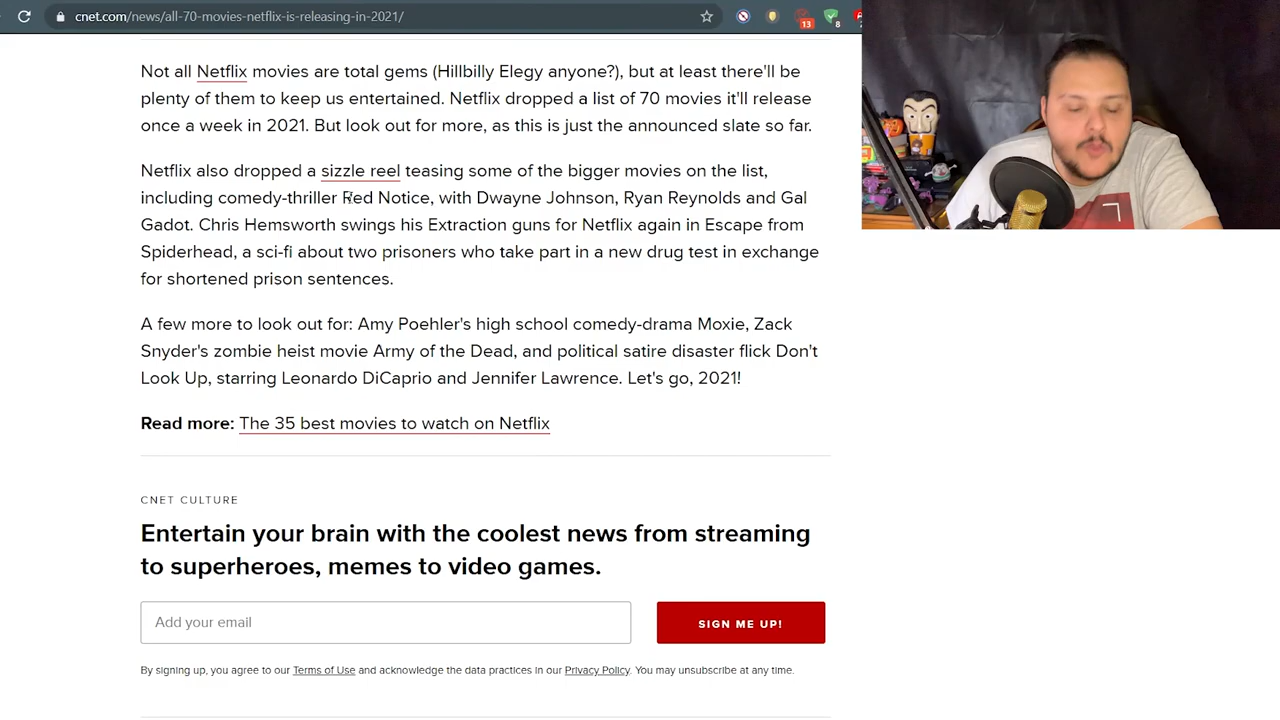 cnet.com/news/all-70-movies-netflix-is-releasing-in-2021/
13
8
Not all Netflix movies are total gems (Hillbilly Elegy anyone?), but at least there'll be
plenty of them to keep us entertained. Netflix dropped a list of 70 movies it'll release
once a week in 2021. But look out for more, as this is just the announced slate so far.
Netflix also dropped a sizzle reel teasing some of the bigger movies on the list,
including comedy-thriller Red Notice, with Dwayne Johnson, Ryan Reynolds and Gal
Gadot. Chris Hemsworth swings his Extraction guns for Netflix again in Escape from
Spiderhead, a sci-fi about two prisoners who take part in a new drug test in exchange
for shortened prison sentences.
A few more to look out for: Amy Poehler's high school comedy-drama Moxie, Zack
Snyder's zombie heist movie Army of the Dead, and political satire disaster flick Don't
Look Up, starring Leonardo DiCaprio and Jennifer Lawrence. Let's go, 2021!
Read more: The 35 best movies to watch on Netflix
CNET CULTURE
Entertain your brain with the coolest news from streaming
to superheroes, memes to video games.
Add your email
SIGN ME UP!
By signing up, you agree to our Terms of Use and acknowledge the data practices in our Privacy Policy. You may unsubscribe at any time.